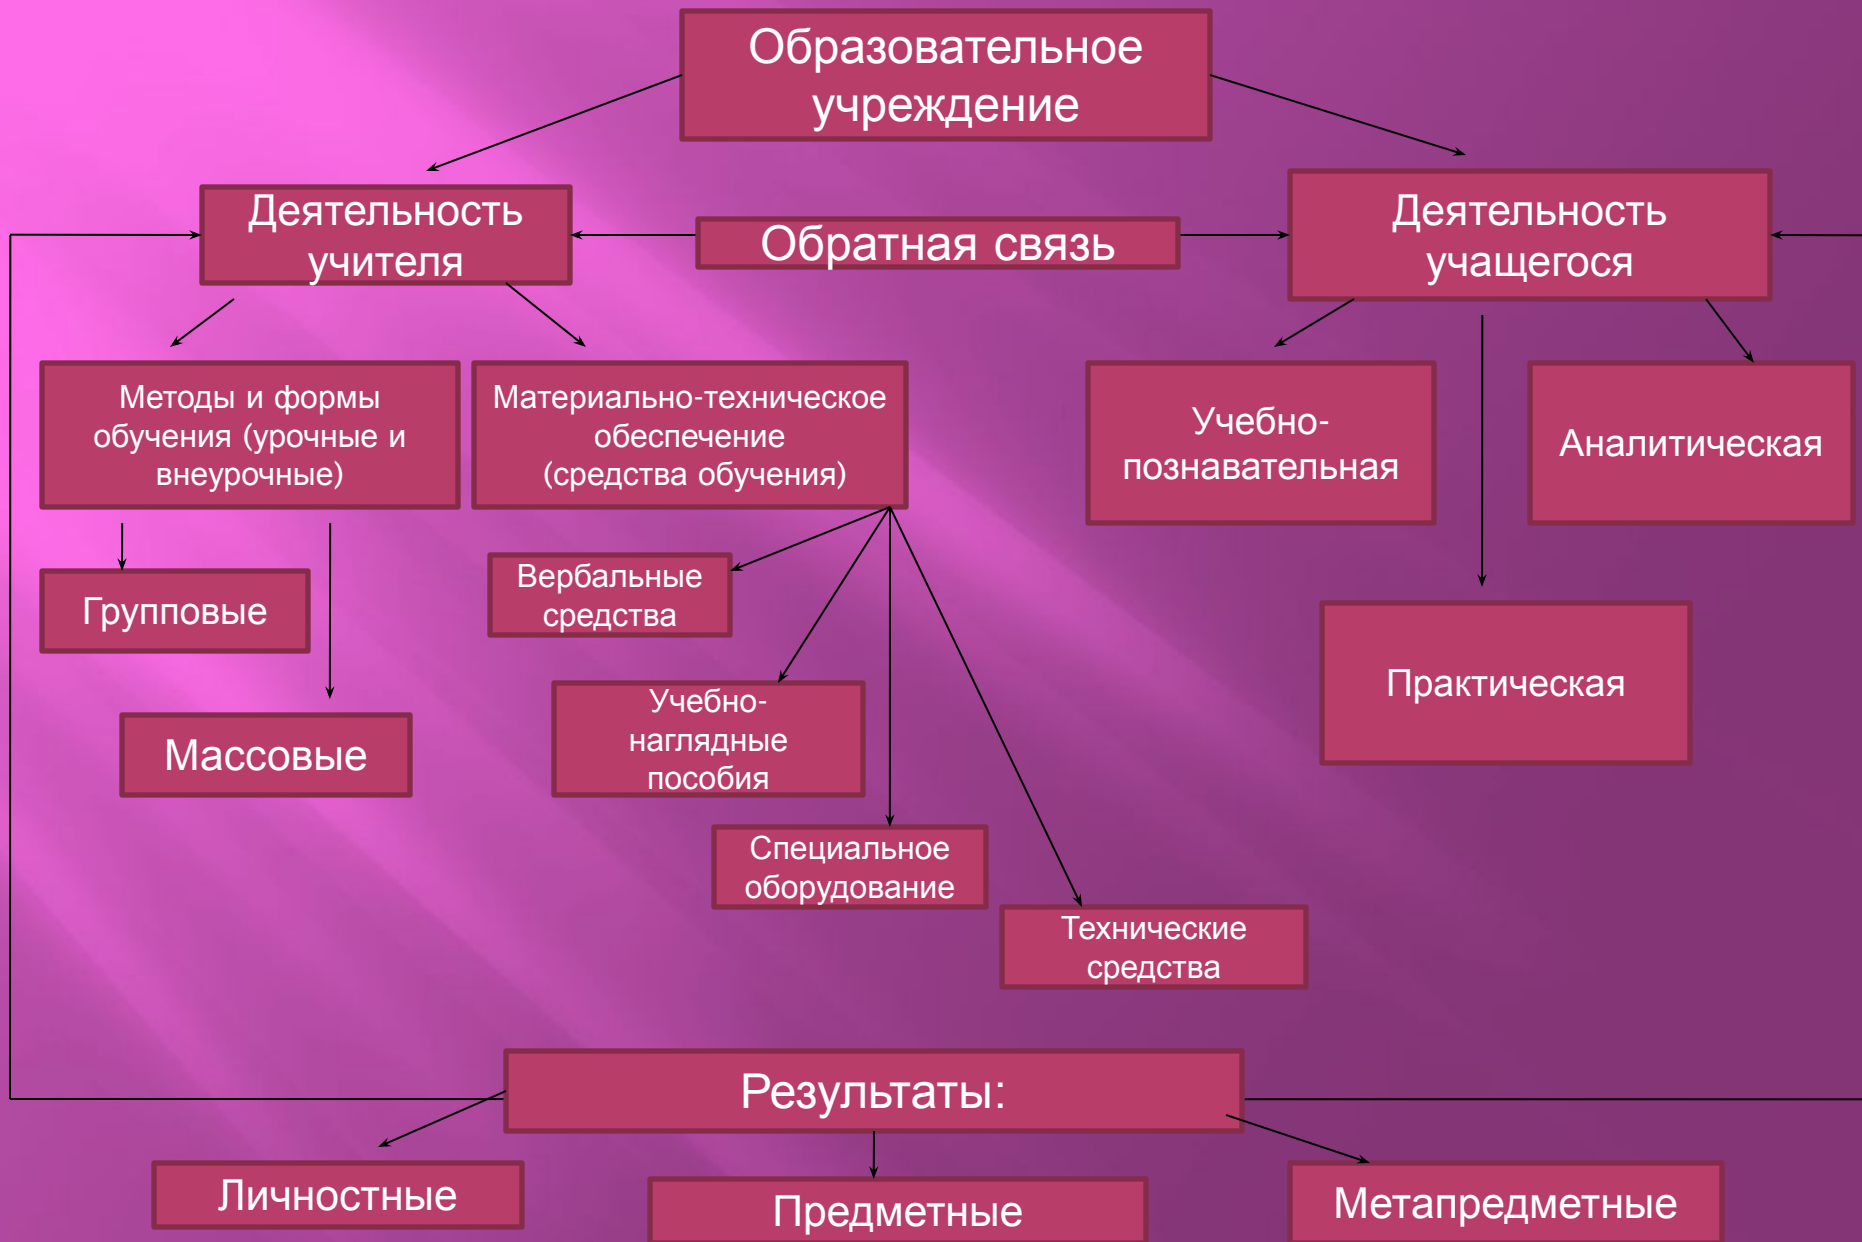 Образовательное
учреждение
Деятельность
учителя
Обратная связь
Деятельность
учащегося
Методы и формы
обучения (урочные и
внеурочные)
Материально-техническое
обеспечение
(средства обучения)
Учебно-
познавательная
Аналитическая
Групповые
Вербальные
средства
Массовые
Учебно-
наглядные
пособия
Практическая
Специальное
оборудование
Технические
средства
Результаты:
Личностные
Предметные
Метапредметные